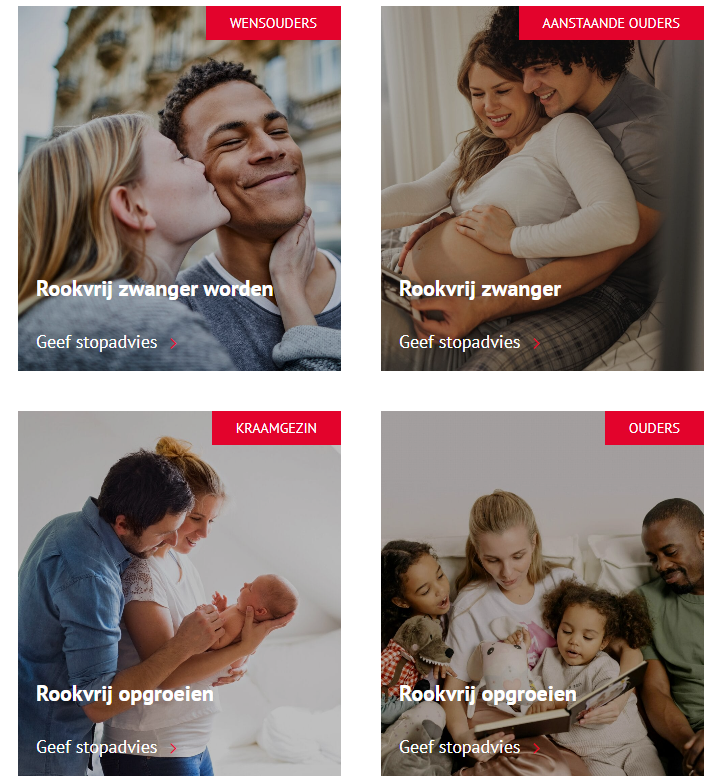 WENSOUDERS
Rookvrij zwanger worden
Geef stopadvies
AANSTAANDE OUDERS
Rookvrij zwanger
Geef stopadvies
KRAAMGEZIN
Rookvrij opgroeien
Geef stopadvies
OUDERS
Rookvrij opgroeien
Geef stopadvies